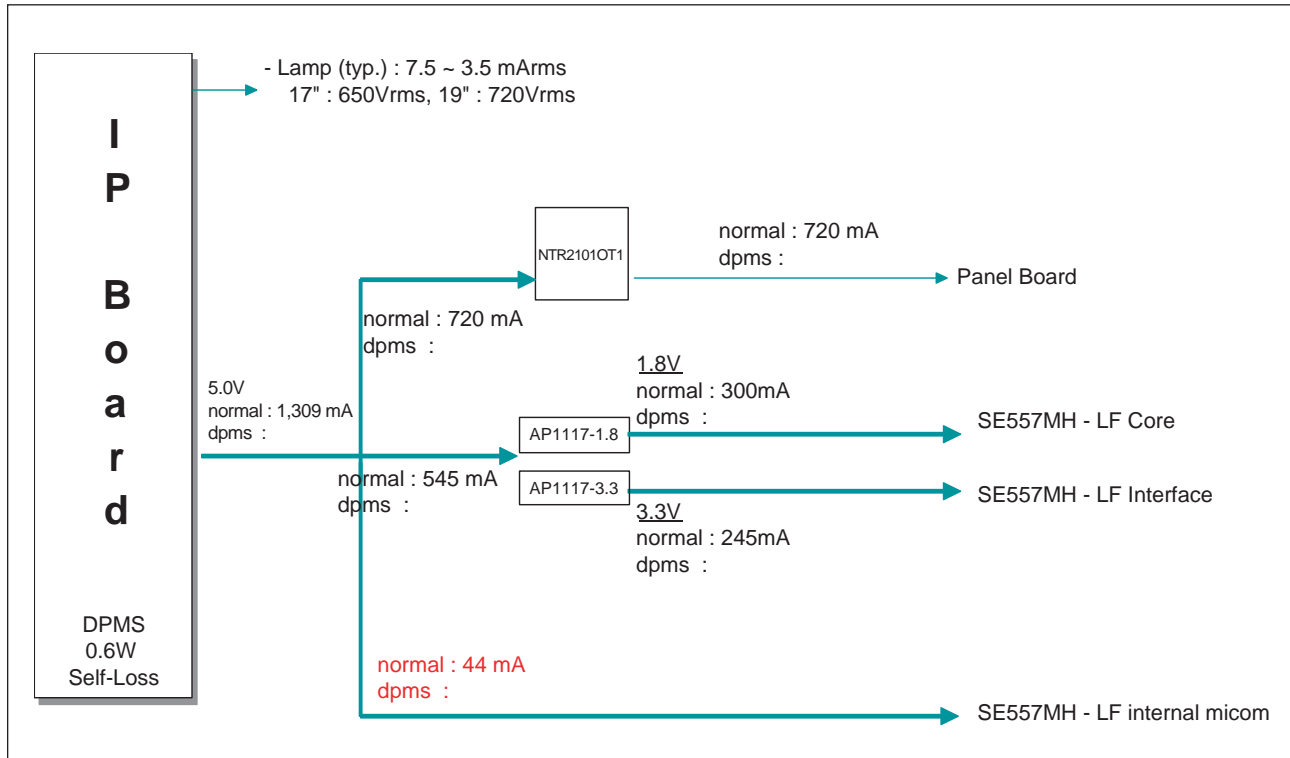 I
P
B
o
a
r
d
DPMS
0.6W
Self-Loss
- Lamp (typ.) : 7.5 ~ 3.5 mArms
17" : 650Vrms, 19" : 720Vrms
NTR2101OT1
normal : 720 mA
dpms :
Panel Board
normal : 720 mA
dpms :
5.0V
normal : 1,309 mA
dpms :
1.8V
normal : 300mA
dpms :
AP1117-1.8
SE557MH - LF Core
normal : 545 mA
dpms :
AP1117-3.3
SE557MH - LF Interface
3.3V
normal : 245mA
dpms :
normal : 44 mA
dpms :
SE557MH - LF internal micom